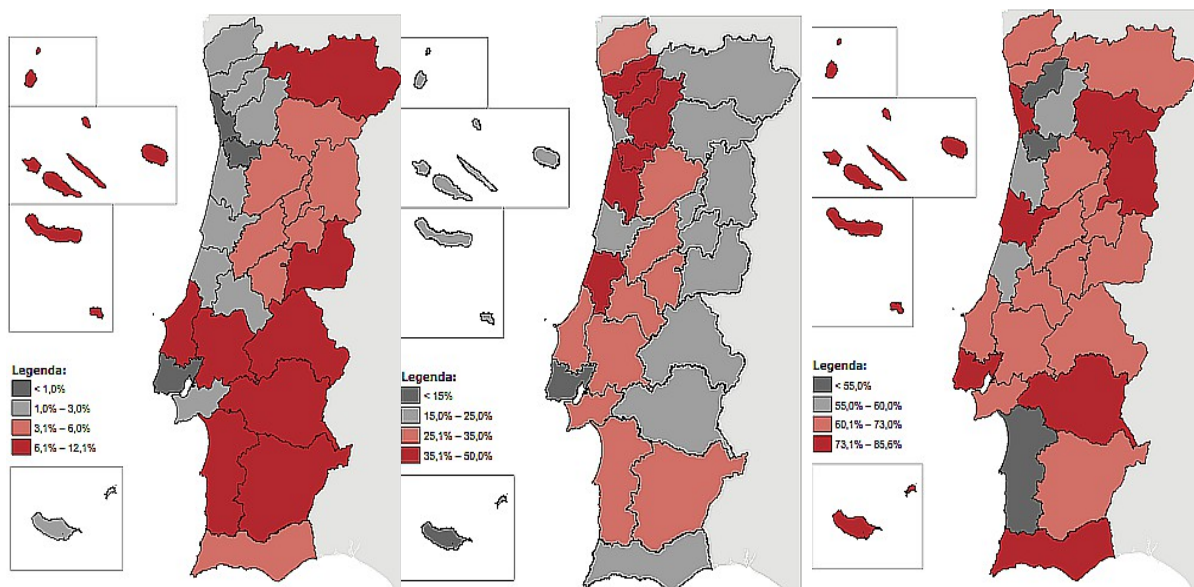 Legenda:
< 1,0%
1,0% – 3,0%
3,1% – 6,0%
6,1% – 12,1%
Legenda:
< 15%
15,0% – 25,0%
25,1% – 35,0%
35,1% – 50,0%
Legenda:
< 55,0%
55,0% – 60,0%
60,1% – 73,0%
73,1% – 85,6%